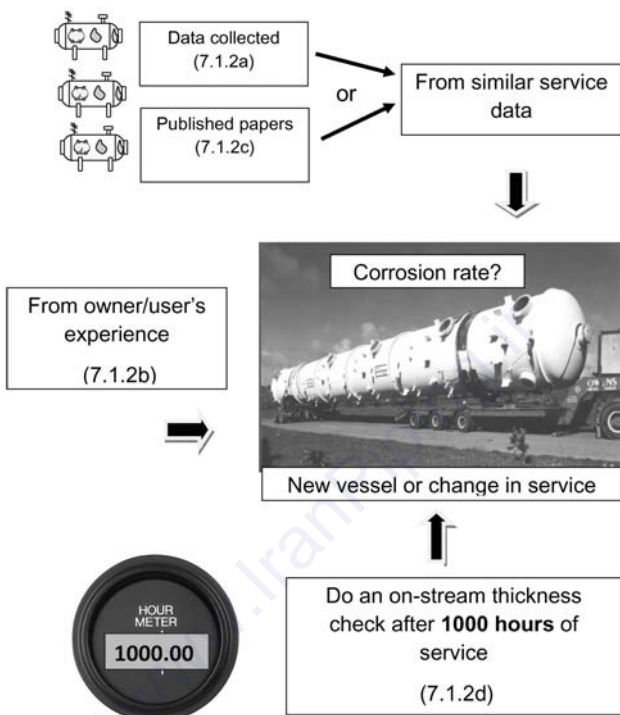 Data collected
(7.1.2a)
or
Published papers
(7.1.2c)
From similar service
data
Corrosion rate?
From owner/user's
experience
(7.1.2b)
OWENS
New vessel or change in service
HOUR
METER
1000.00
Do an on-stream thickness
check after 1000 hours of
service
(7.1.2d)